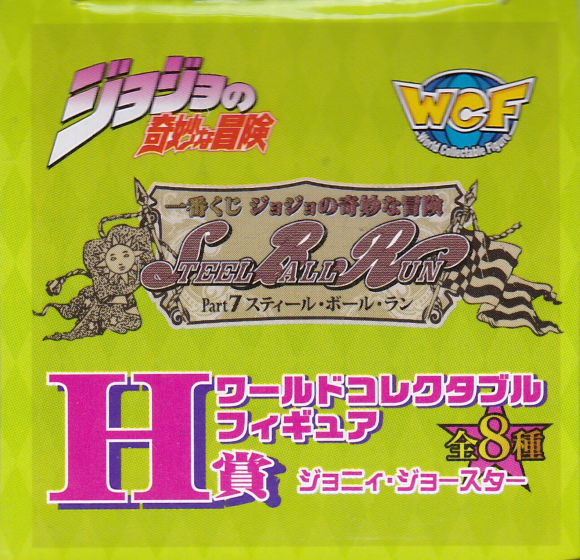 ジョジョの
奇妙な冒険
WCF
World Collectable Figure
一番くじ ジョジョの奇妙な冒険
STEEL BALL RUN
Part7 スティール・ボール・ラン
H賞
ワールドコレクタブル
フィギュア
全8種
ジョニィ・ジョースター